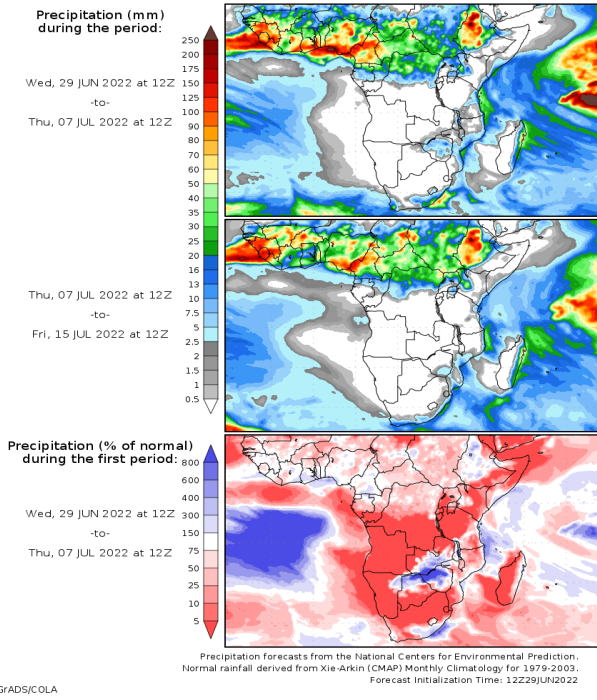 Precipitation (mm)
during the period:
250
200
175
150
125
100
90
80
70
60
50
40
35
30
25
20
16
13
10
7.5
5
2.5
2
1.5
1
0.5
Wed, 29 JUN 2022 at 12Z
-to-
Thu, 07 JUL 2022 at 12Z
Thu, 07 JUL 2022 at 12Z
-to-
Fri, 15 JUL 2022 at 12Z
Precipitation (% of normal)
during the first period:
800
600
400
300
150
75
50
25
10
5
Wed, 29 JUN 2022 at 12Z
-to-
Thu, 07 JUL 2022 at 12Z
Precipitation forecasts from the National Centers for Environmental Prediction.
Normal rainfall derived from Xie-Arkin (CMAP) Monthly Climatology for 1979-2003.
Forecast Initialization Time: 12Z29JUN2022
GrADS/COLA